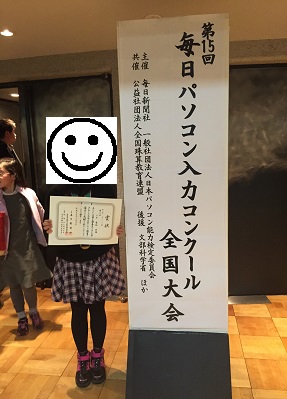 第15回
毎日パソコン入力コンクール
全国大会
主催 毎日新聞社 一般社団法人日本パソコン能力検定委員会
共催 公益社団法人全国珠算教育連盟
後援 文部科学省 ほか
賞状